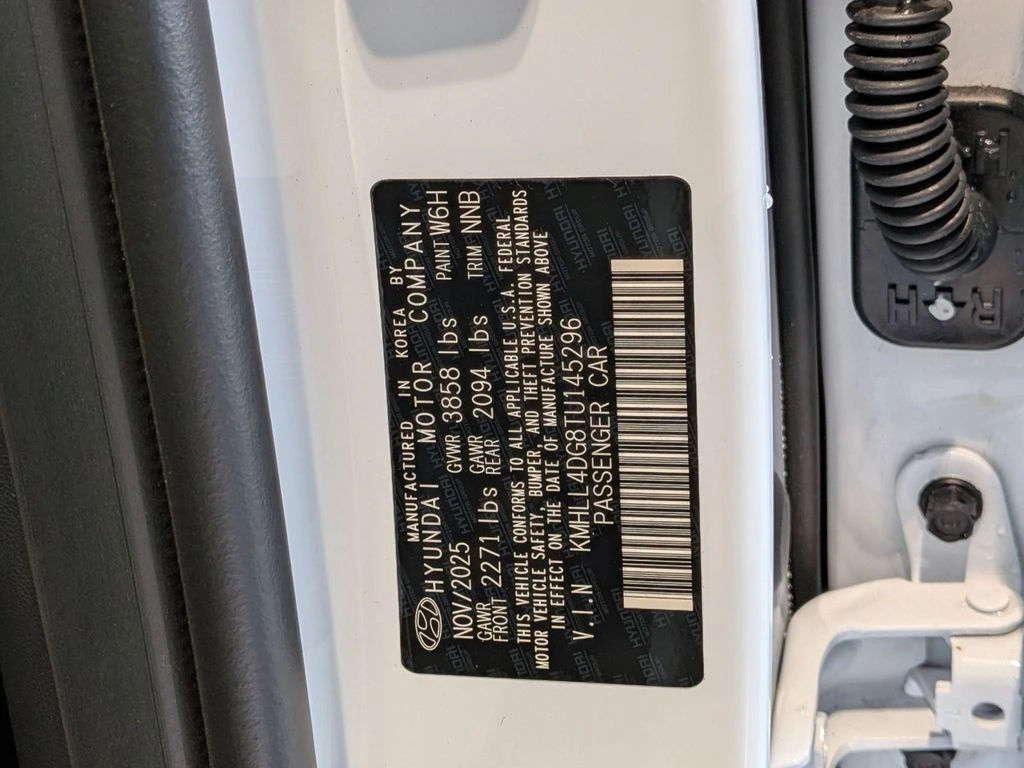 MANUFACTURED IN KOREA BY
HYUNDAI MOTOR COMPANY
NOV/2025 GVWR 3858 lbs PAINT W6H
GAWR FRONT 2271 lbs GAWR REAR 2094 lbs TRIM NNB
THIS VEHICLE CONFORMS TO ALL APPLICABLE U.S.A. FEDERAL
MOTOR VEHICLE SAFETY, BUMPER AND THEFT PREVENTION STANDARDS
IN EFFECT ON THE DATE OF MANUFACTURE SHOWN ABOVE
V.I.N KMHLL4DG8TU145296
PASSENGER CAR